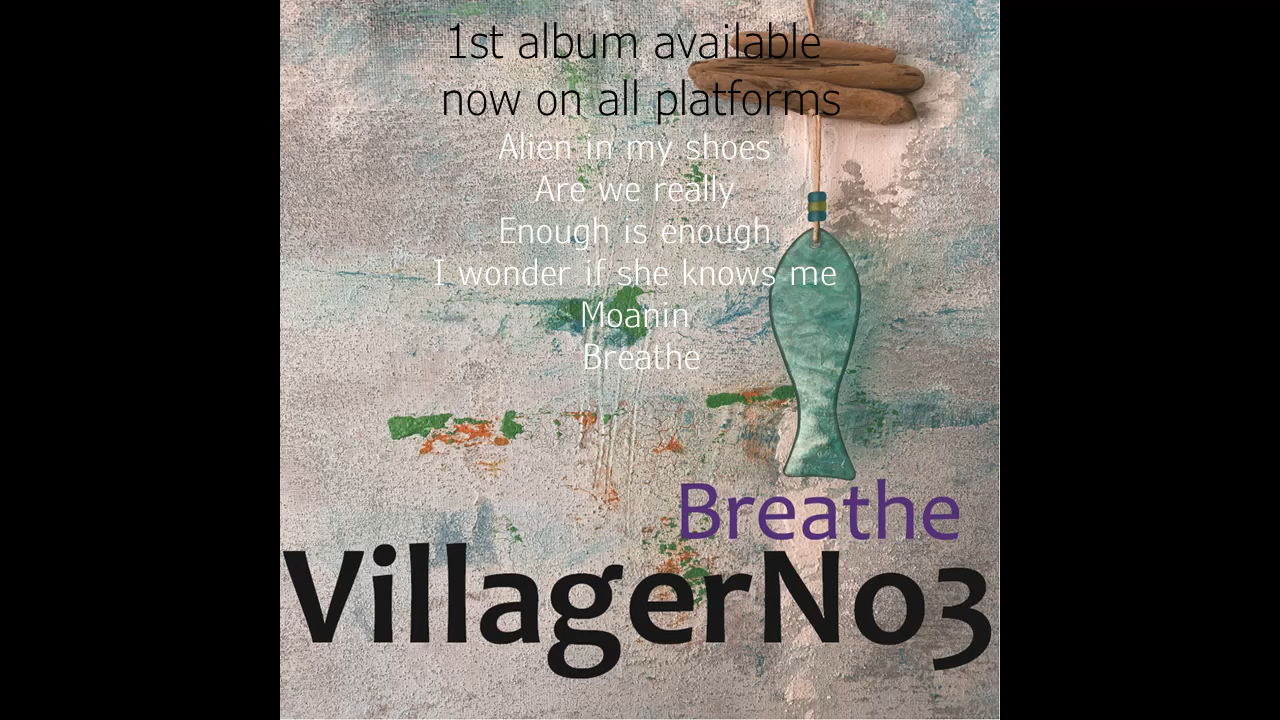 1st album available
now on all platforms
Alien in my shoes
Are we really
Enough is enough
I wonder if she knows me
Moanin
Breathe
Breathe
VillagerNo3